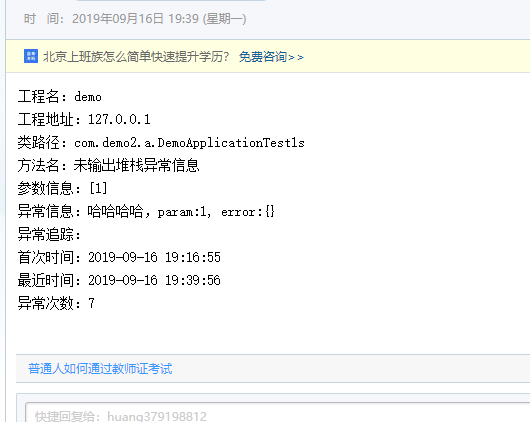 时 间：2019年09月16日 19:39 (星期一)
北京上班族怎么简单快速提升学历？ 免费咨询>>
工程名：demo
工程地址：127.0.0.1
类路径：com.demo2.a.DemoApplicationTest1s
方法名：未输出堆栈异常信息
参数信息：[1]
异常信息：哈哈哈哈，param:1, error:{}
异常追踪：
首次时间：2019-09-16 19:16:55
最近时间：2019-09-16 19:39:56
异常次数：7
普通人如何通过教师证考试
快捷回复给：huang379198812